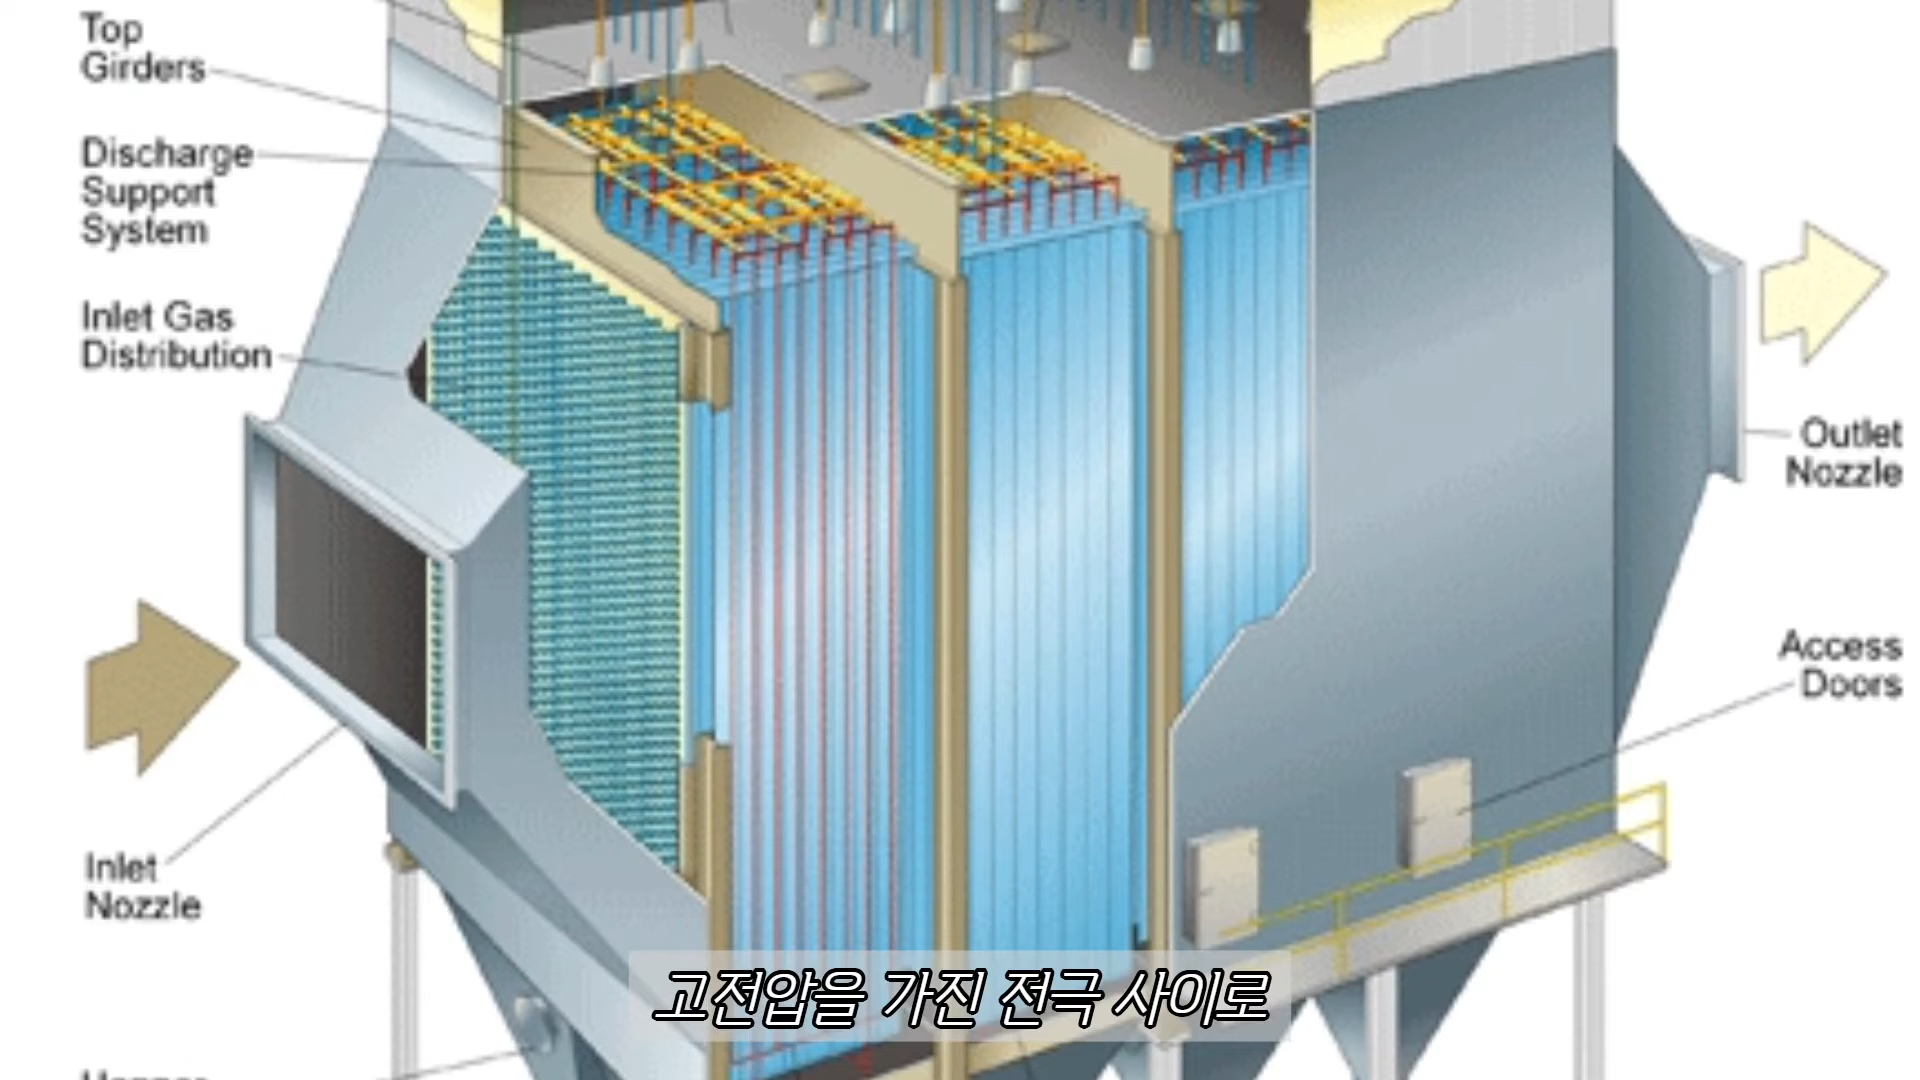 Top
Girders
Discharge
Support
System
Inlet Gas
Distribution
Outlet
Nozzle
Access
Doors
Inlet
Nozzle
고전압을 가진 전극 사이로